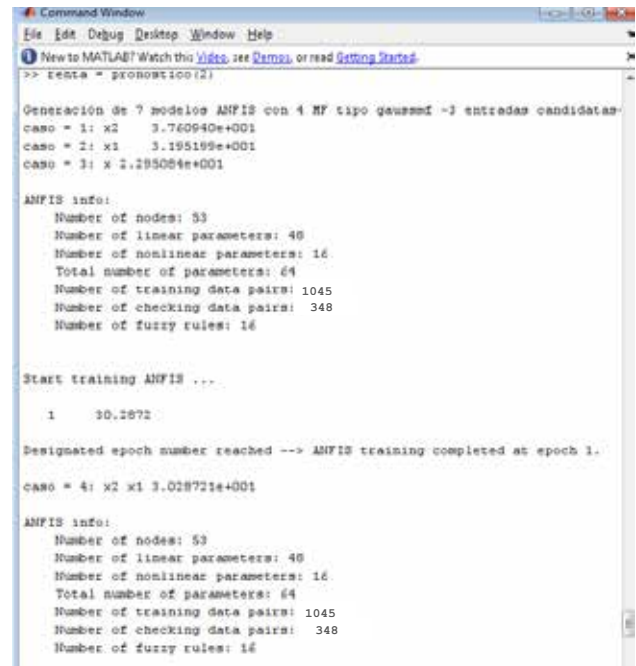 Command Window
File Edit Debug Desktop Window Help
New to MATLAB? Watch this Video, see Demos, or read Getting Started.
>> renta = pronostico(2)
Generación de 7 modelos ANFIS con 4 MF tipo gaussmf -3 entradas candidatas-
caso = 1: x2 3.760940e+001
caso = 2: x1 3.195199e+001
caso = 3: x 2.295084e+001
ANFIS info:
Number of nodes: 53
Number of linear parameters: 48
Number of nonlinear parameters: 16
Total number of parameters: 64
Number of training data pairs: 1045
Number of checking data pairs: 348
Number of fuzzy rules: 16
Start training ANFIS ...
1 30.2872
Designated epoch number reached --> ANFIS training completed at epoch 1.
caso = 4: x2 x1 3.028721e+001
ANFIS info:
Number of nodes: 53
Number of linear parameters: 48
Number of nonlinear parameters: 16
Total number of parameters: 64
Number of training data pairs: 1045
Number of checking data pairs: 348
Number of fuzzy rules: 16